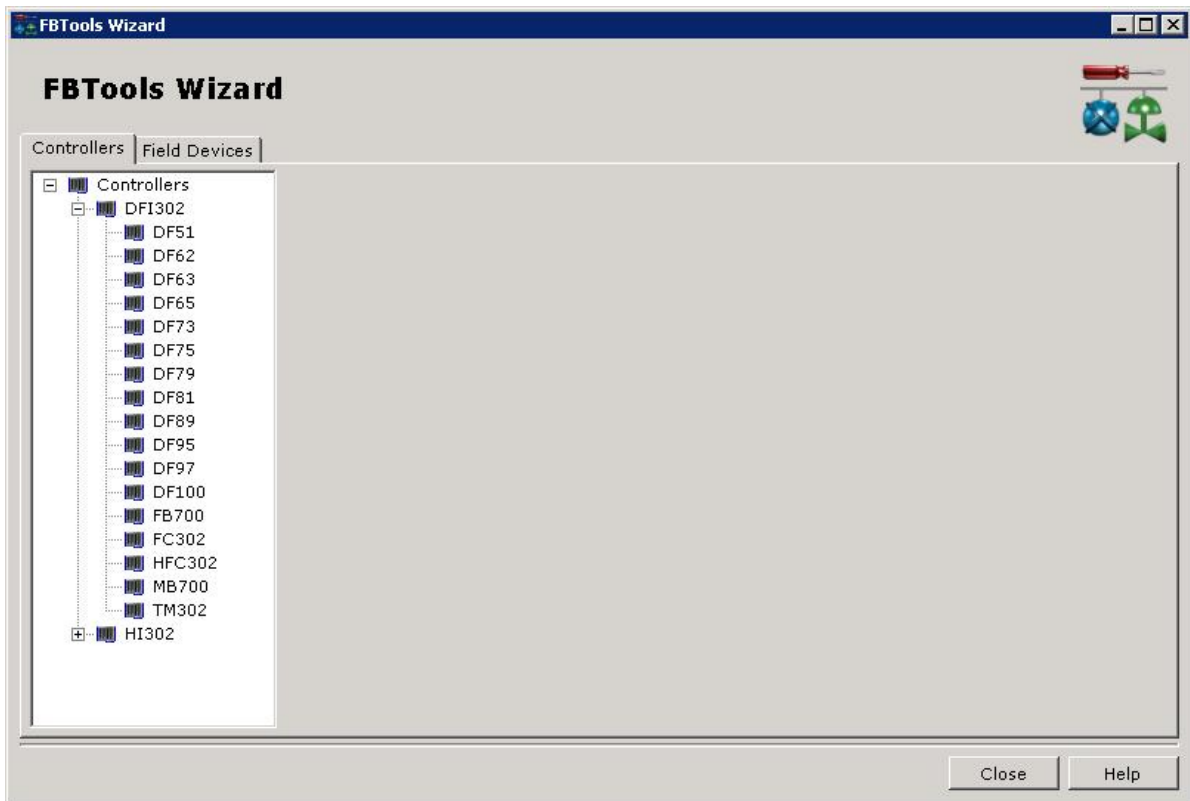 FBTools Wizard
FBTools Wizard
Controllers
Field Devices
Controllers
DFI302
DF51
DF62
DF63
DF65
DF73
DF75
DF79
DF81
DF89
DF95
DF97
DF100
FB700
FC302
HFC302
MB700
TM302
HI302
Close
Help